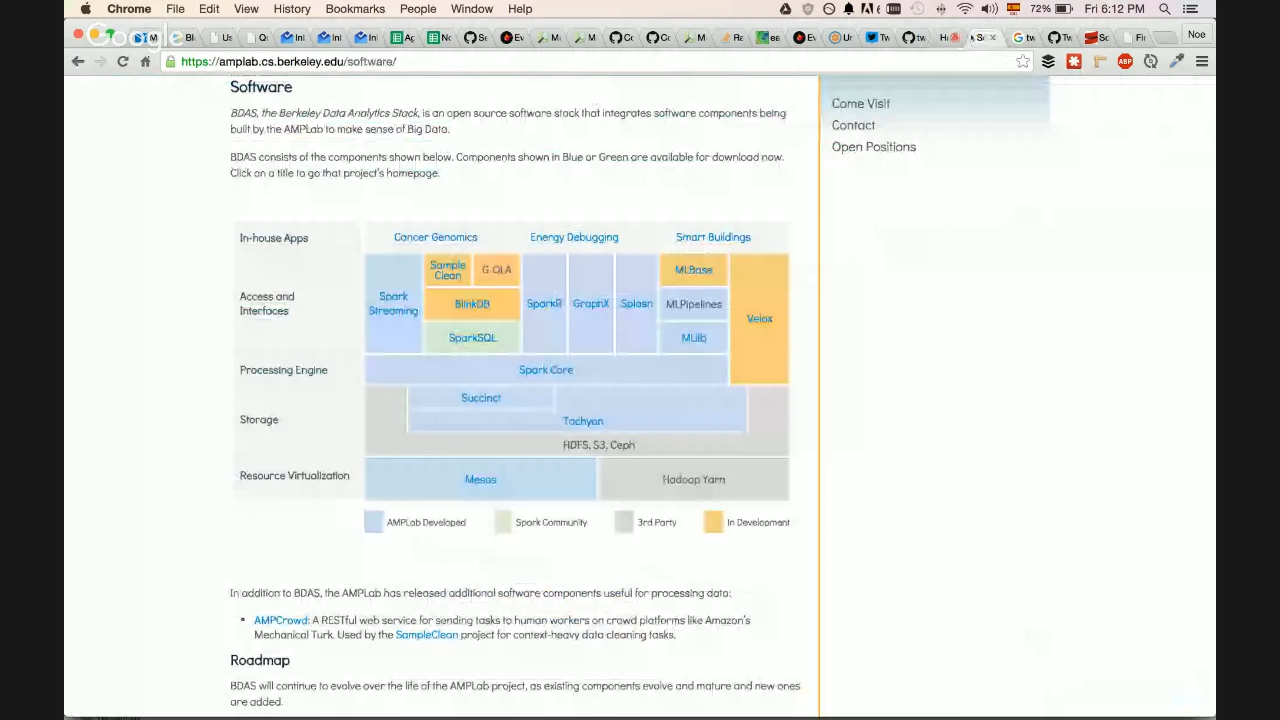 Chrome File Edit View History Bookmarks People Window Help 72% Fri 6:12 PM
Google
Noe
https://amplab.cs.berkeley.edu/software/
ABP
Software
BDAS, the Berkeley Data Analytics Stack, is an open source software stack that integrates software components being
built by the AMPLab to make sense of Big Data.
BDAS consists of the components shown below. Components shown in Blue or Green are available for download now.
Click on a title to go that project's homepage.
Come Visit
Contact
Open Positions
In-house Apps
Cancer Genomics
Energy Debugging
Smart Buildings
Access and
Interfaces
Spark
Streaming
Sample
Clean
G-OLA
BlinkDB
SparkSQL
SparkR
GraphX
Splash
MLBase
MLPipelines
MLlib
Velox
Processing Engine
Spark Core
Storage
Succinct
Tachyon
HDFS, S3, Ceph
Resource Virtualization
Mesos
Hadoop Yarn
AMPLab Developed
Spark Community
3rd Party
In Development
In addition to BDAS, the AMPLab has released additional software components useful for processing data:
• AMPCrowd: A RESTful web service for sending tasks to human workers on crowd platforms like Amazon's
Mechanical Turk. Used by the SampleClean project for context-heavy data cleaning tasks.
Roadmap
BDAS will continue to evolve over the life of the AMPLab project, as existing components evolve and mature and new ones
are added.